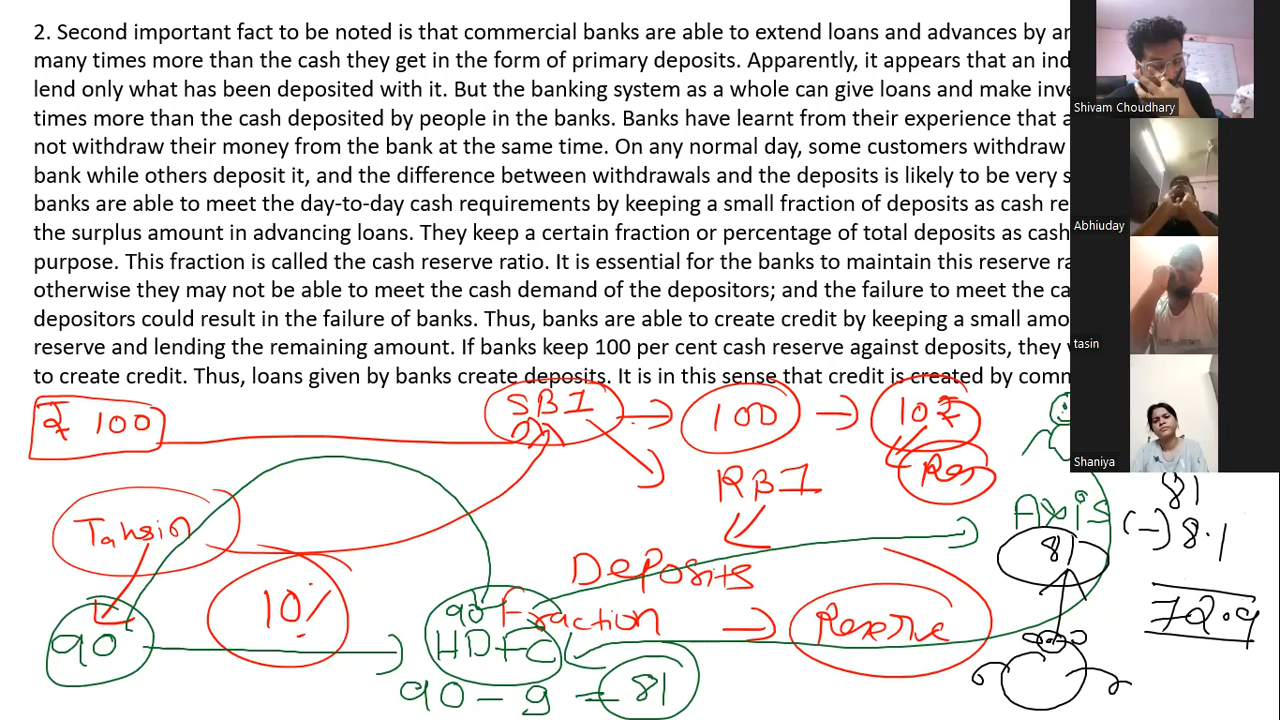 2. Second important fact to be noted is that commercial banks are able to extend loans and advances by
many times more than the cash they get in the form of primary deposits. Apparently, it appears that an
lend only what has been deposited with it. But the banking system as a whole can give loans and make
times more than the cash deposited by people in the banks. Banks have learnt from their experience that
not withdraw their money from the bank at the same time. On any normal day, some customers withdraw
bank while others deposit it, and the difference between withdrawals and the deposits is likely to be very
banks are able to meet the day-to-day cash requirements by keeping a small fraction of deposits as cash
the surplus amount in advancing loans. They keep a certain fraction or percentage of total deposits as cash
purpose. This fraction is called the cash reserve ratio. It is essential for the banks to maintain this reserve
otherwise they may not be able to meet the cash demand of the depositors; and the failure to meet the
depositors could result in the failure of banks. Thus, banks are able to create credit by keeping a small
reserve and lending the remaining amount. If banks keep 100 per cent cash reserve against deposits, they
to create credit. Thus, loans given by banks create deposits. It is in this sense that credit is created by
Shivam Choudhary
Abhiuday
tasin
Shaniya
₹ 100
SBI
100
10₹
Res
RBI
Tahsin
Axis
81
81
(-) 8.1
72.9
Deposits
10%
90
Fraction
Reserve
90
HDFC
90 - 9 = 81